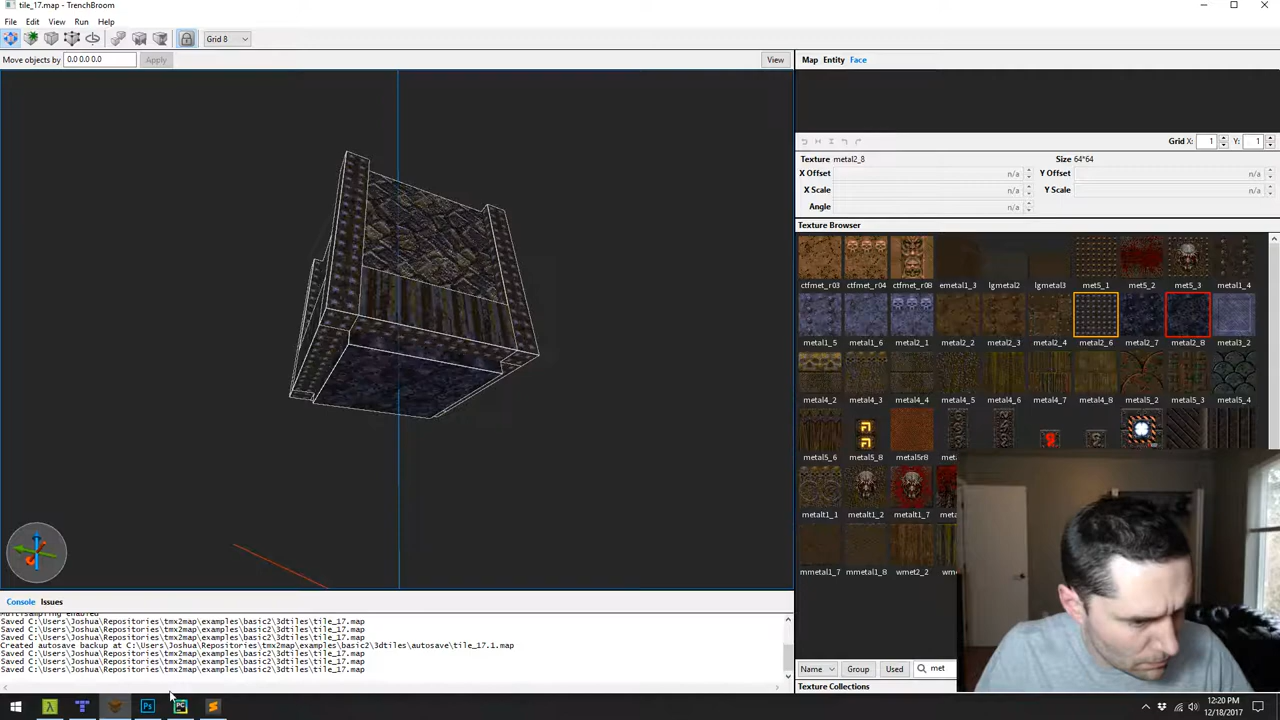 tile_17.map - TrenchBroom
File Edit View Run Help
Grid 8
Move objects by 0.0 0.0 0.0 Apply View
Map Entity Face
Grid X: 1 Y: 1
Texture metal2_8 Size 64*64
X Offset n/a Y Offset n/a
X Scale n/a Y Scale n/a
Angle n/a
Texture Browser
ctfmet_r03 ctfmet_r04 ctfmet_r08 emetal1_3 lgmetal2 lgmetal3 met5_1 met5_2 met5_3 metal1_4
metal1_5 metal1_6 metal2_1 metal2_2 metal2_3 metal2_4 metal2_6 metal2_7 metal2_8 metal3_2
metal4_2 metal4_3 metal4_4 metal4_5 metal4_6 metal4_7 metal4_8 metal5_2 metal5_3 metal5_4
metal5_6 metal5_8 metal5r8
metalt1_1 metalt1_2 metalt1_7
mmetal1_7 mmetal1_8 wmet2_2
Console Issues
Multisampling enabled
Saved C:\Users\Joshua\Repositories\tmx2map\examples\basic2\3dtiles\tile_17.map
Saved C:\Users\Joshua\Repositories\tmx2map\examples\basic2\3dtiles\tile_17.map
Saved C:\Users\Joshua\Repositories\tmx2map\examples\basic2\3dtiles\tile_17.map
Created autosave backup at C:\Users\Joshua\Repositories\tmx2map\examples\basic2\3dtiles\autosave\tile_17.1.map
Saved C:\Users\Joshua\Repositories\tmx2map\examples\basic2\3dtiles\tile_17.map
Saved C:\Users\Joshua\Repositories\tmx2map\examples\basic2\3dtiles\tile_17.map
Saved C:\Users\Joshua\Repositories\tmx2map\examples\basic2\3dtiles\tile_17.map
Name Group Used met
Texture Collections
Ps PC
12:20 PM
12/18/2017